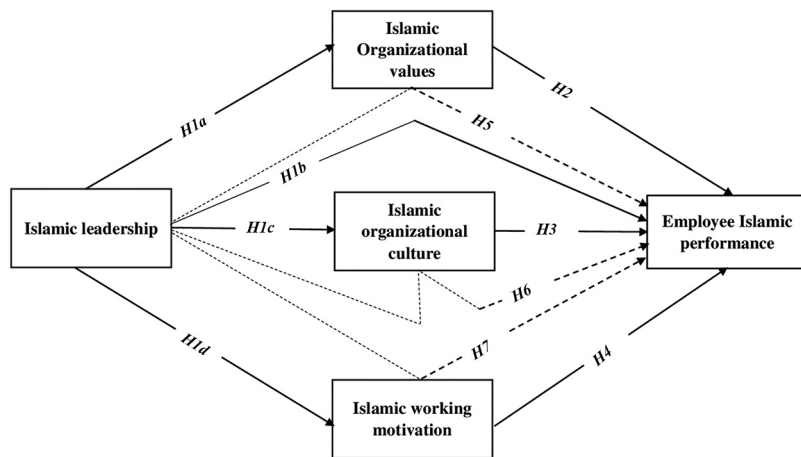 Islamic
Organizational
values
H1a
H2
H5
H1b
Islamic leadership
H1c
Islamic
organizational
culture
H3
Employee Islamic
performance
H6
H7
H1d
H4
Islamic working
motivation